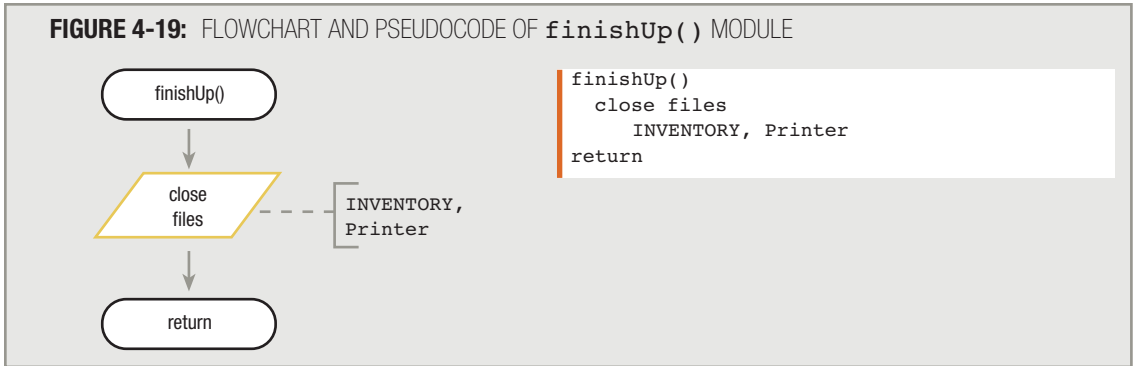 FIGURE 4-19: FLOWCHART AND PSEUDOCODE OF finishUp() MODULE
finishUp()
close
files
INVENTORY,
Printer
return
finishUp()
close files
INVENTORY, Printer
return